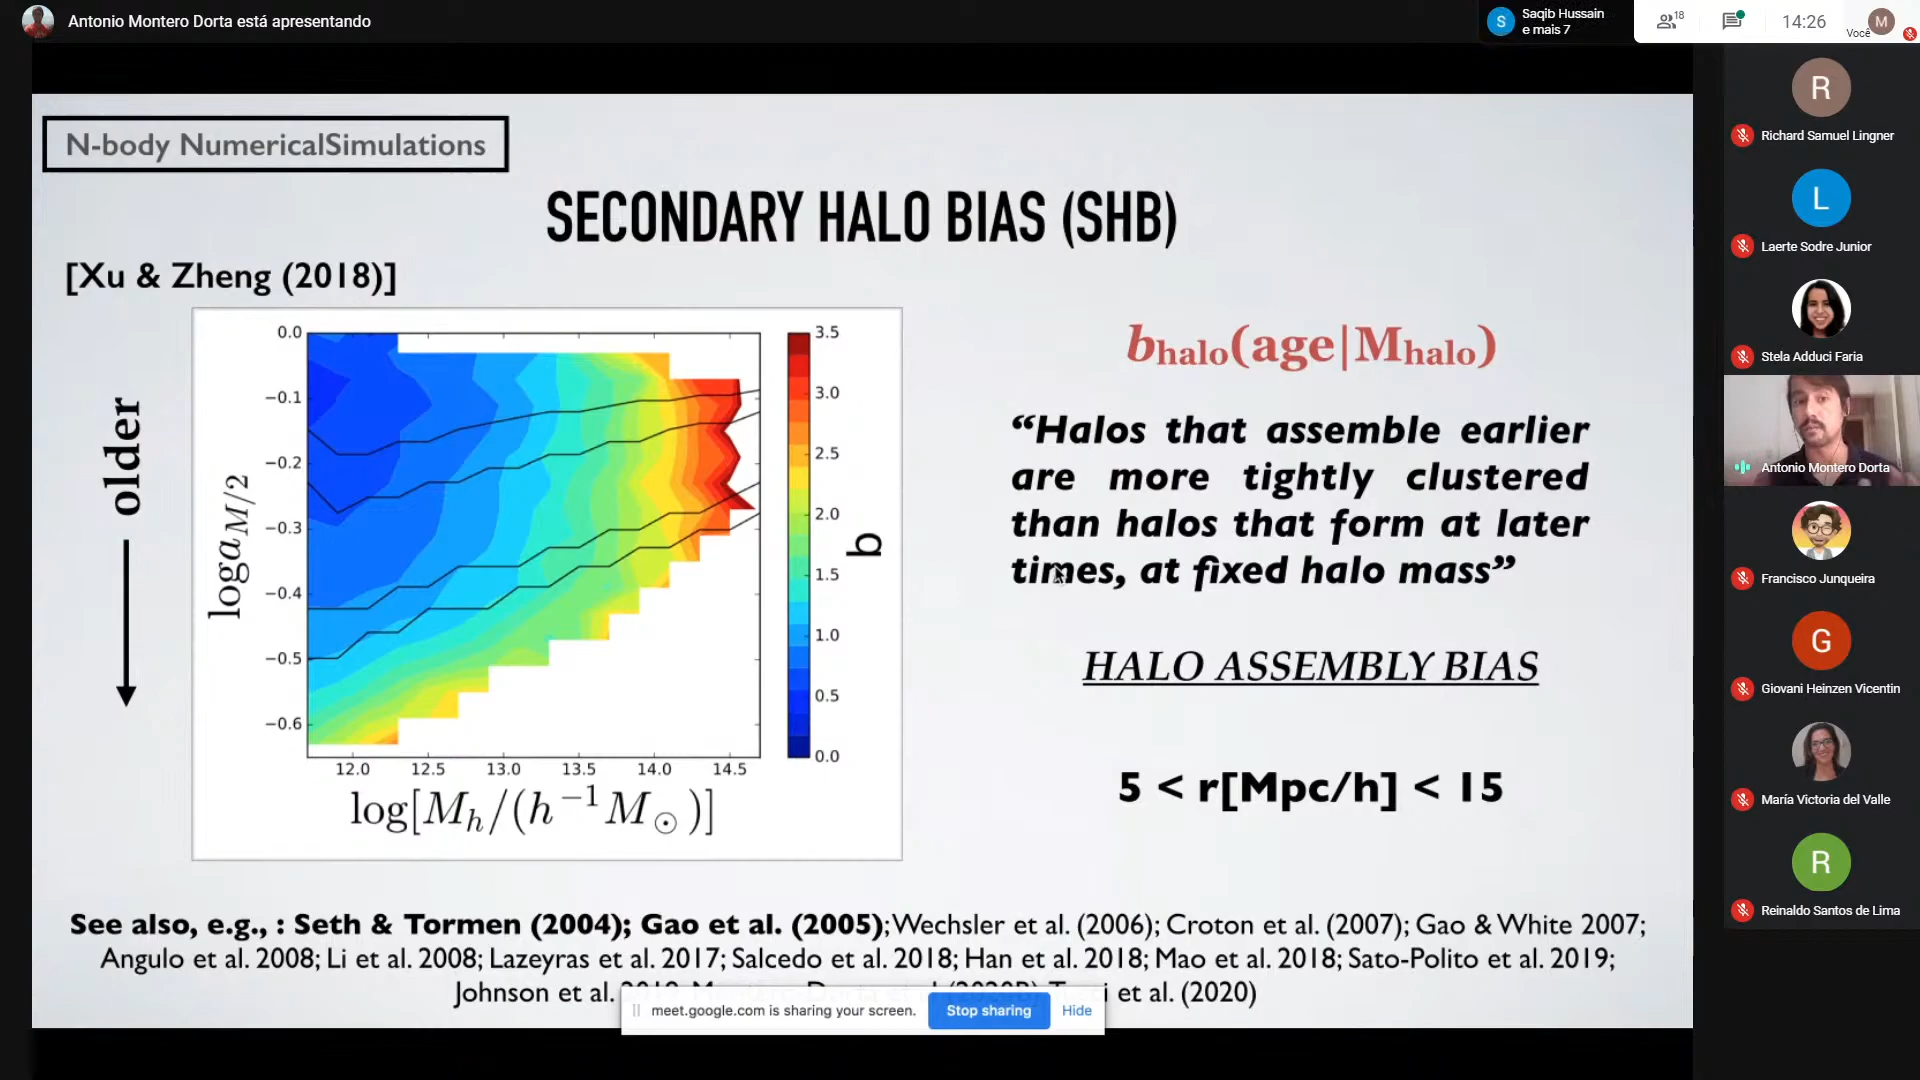 Antonio Montero Dorta está apresentando
Saqib Hussain
e mais 7
18
14:26
Você
M
N-body NumericalSimulations
SECONDARY HALO BIAS (SHB)
[Xu & Zheng (2018)]
older
log a_{M/2}
0.0
−0.1
−0.2
−0.3
−0.4
−0.5
−0.6
12.0 12.5 13.0 13.5 14.0 14.5
log[M_h/(h^{−1} M_⊙)]
3.5
3.0
2.5
2.0
1.5
1.0
0.5
0.0
b
b_{halo}(age|M_{halo})
“Halos that assemble earlier
are more tightly clustered
than halos that form at later
times, at fixed halo mass”
HALO ASSEMBLY BIAS
5 < r[Mpc/h] < 15
See also, e.g., : Seth & Tormen (2004); Gao et al. (2005);Wechsler et al. (2006); Croton et al. (2007); Gao & White 2007;
Angulo et al. 2008; Li et al. 2008; Lazeyras et al. 2017; Salcedo et al. 2018; Han et al. 2018; Mao et al. 2018; Sato-Polito et al. 2019;
Johnson et al. et al. (2020)
meet.google.com is sharing your screen.
Stop sharing
Hide
R
Richard Samuel Lingner
L
Laerte Sodre Junior
Stela Adduci Faria
Antonio Montero Dorta
Francisco Junqueira
G
Giovani Heinzen Vicentin
María Victoria del Valle
R
Reinaldo Santos de Lima
S